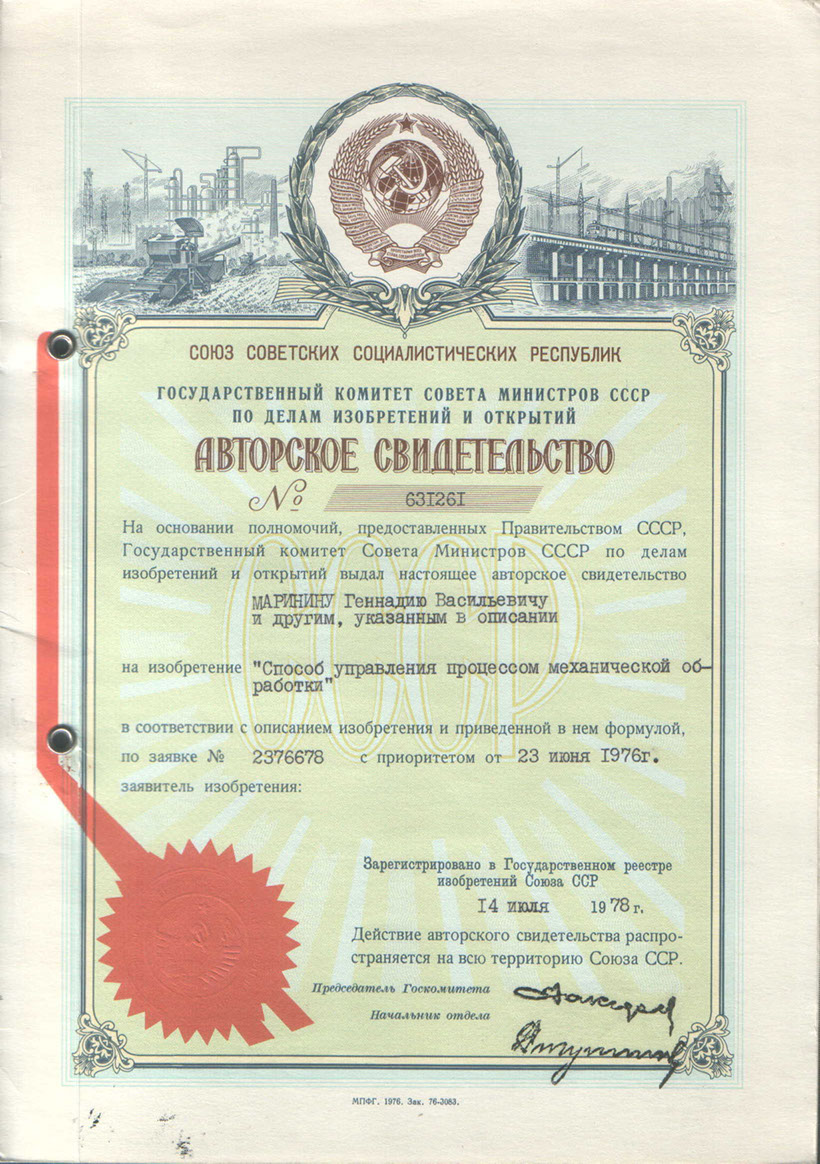 СОЮЗ СОВЕТСКИХ СОЦИАЛИСТИЧЕСКИХ РЕСПУБЛИК
ГОСУДАРСТВЕННЫЙ КОМИТЕТ СОВЕТА МИНИСТРОВ СССР
ПО ДЕЛАМ ИЗОБРЕТЕНИЙ И ОТКРЫТИЙ
АВТОРСКОЕ СВИДЕТЕЛЬСТВО
№ 631261
На основании полномочий, предоставленных Правительством СССР,
Государственный комитет Совета Министров СССР по делам
изобретений и открытий выдал настоящее авторское свидетельство
МАРИНИНУ Геннадию Васильевичу
и другим, указанным в описании
на изобретение "Способ управления процессом механической об-
работки"
в соответствии с описанием изобретения и приведенной в нем формулой,
по заявке № 2376678 с приоритетом от 23 июня 1976г.
заявитель изобретения:
СССР
Зарегистрировано в Государственном реестре
изобретений Союза ССР
14 июля 1978 г.
Действие авторского свидетельства распро-
страняется на всю территорию Союза ССР.
Председатель Госкомитета
Начальник отдела
МПФГ. 1976. Зак. 76-3083.